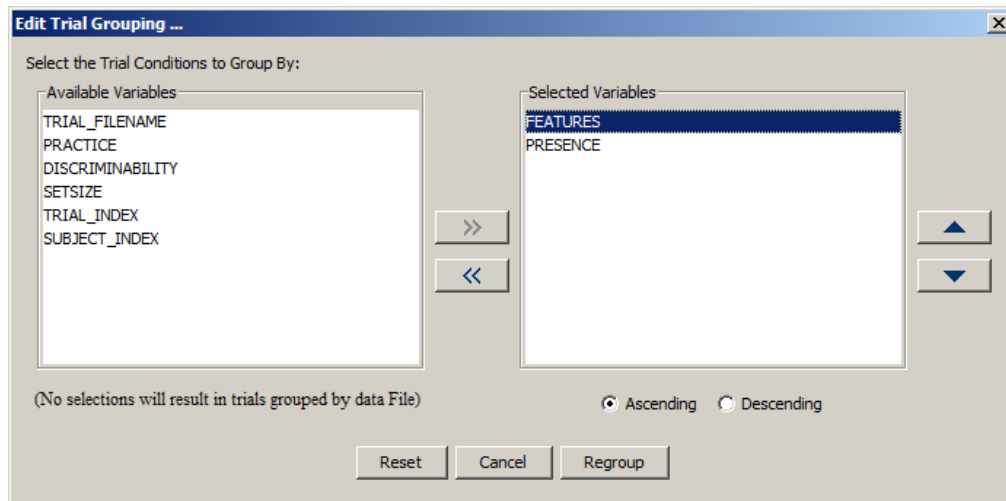 Edit Trial Grouping ...
Select the Trial Conditions to Group By:
Available Variables
TRIAL_FILENAME
PRACTICE
DISCRIMINABILITY
SETSIZE
TRIAL_INDEX
SUBJECT_INDEX
Selected Variables
FEATURES
PRESENCE
(No selections will result in trials grouped by data File)
Ascending Descending
Reset Cancel Regroup